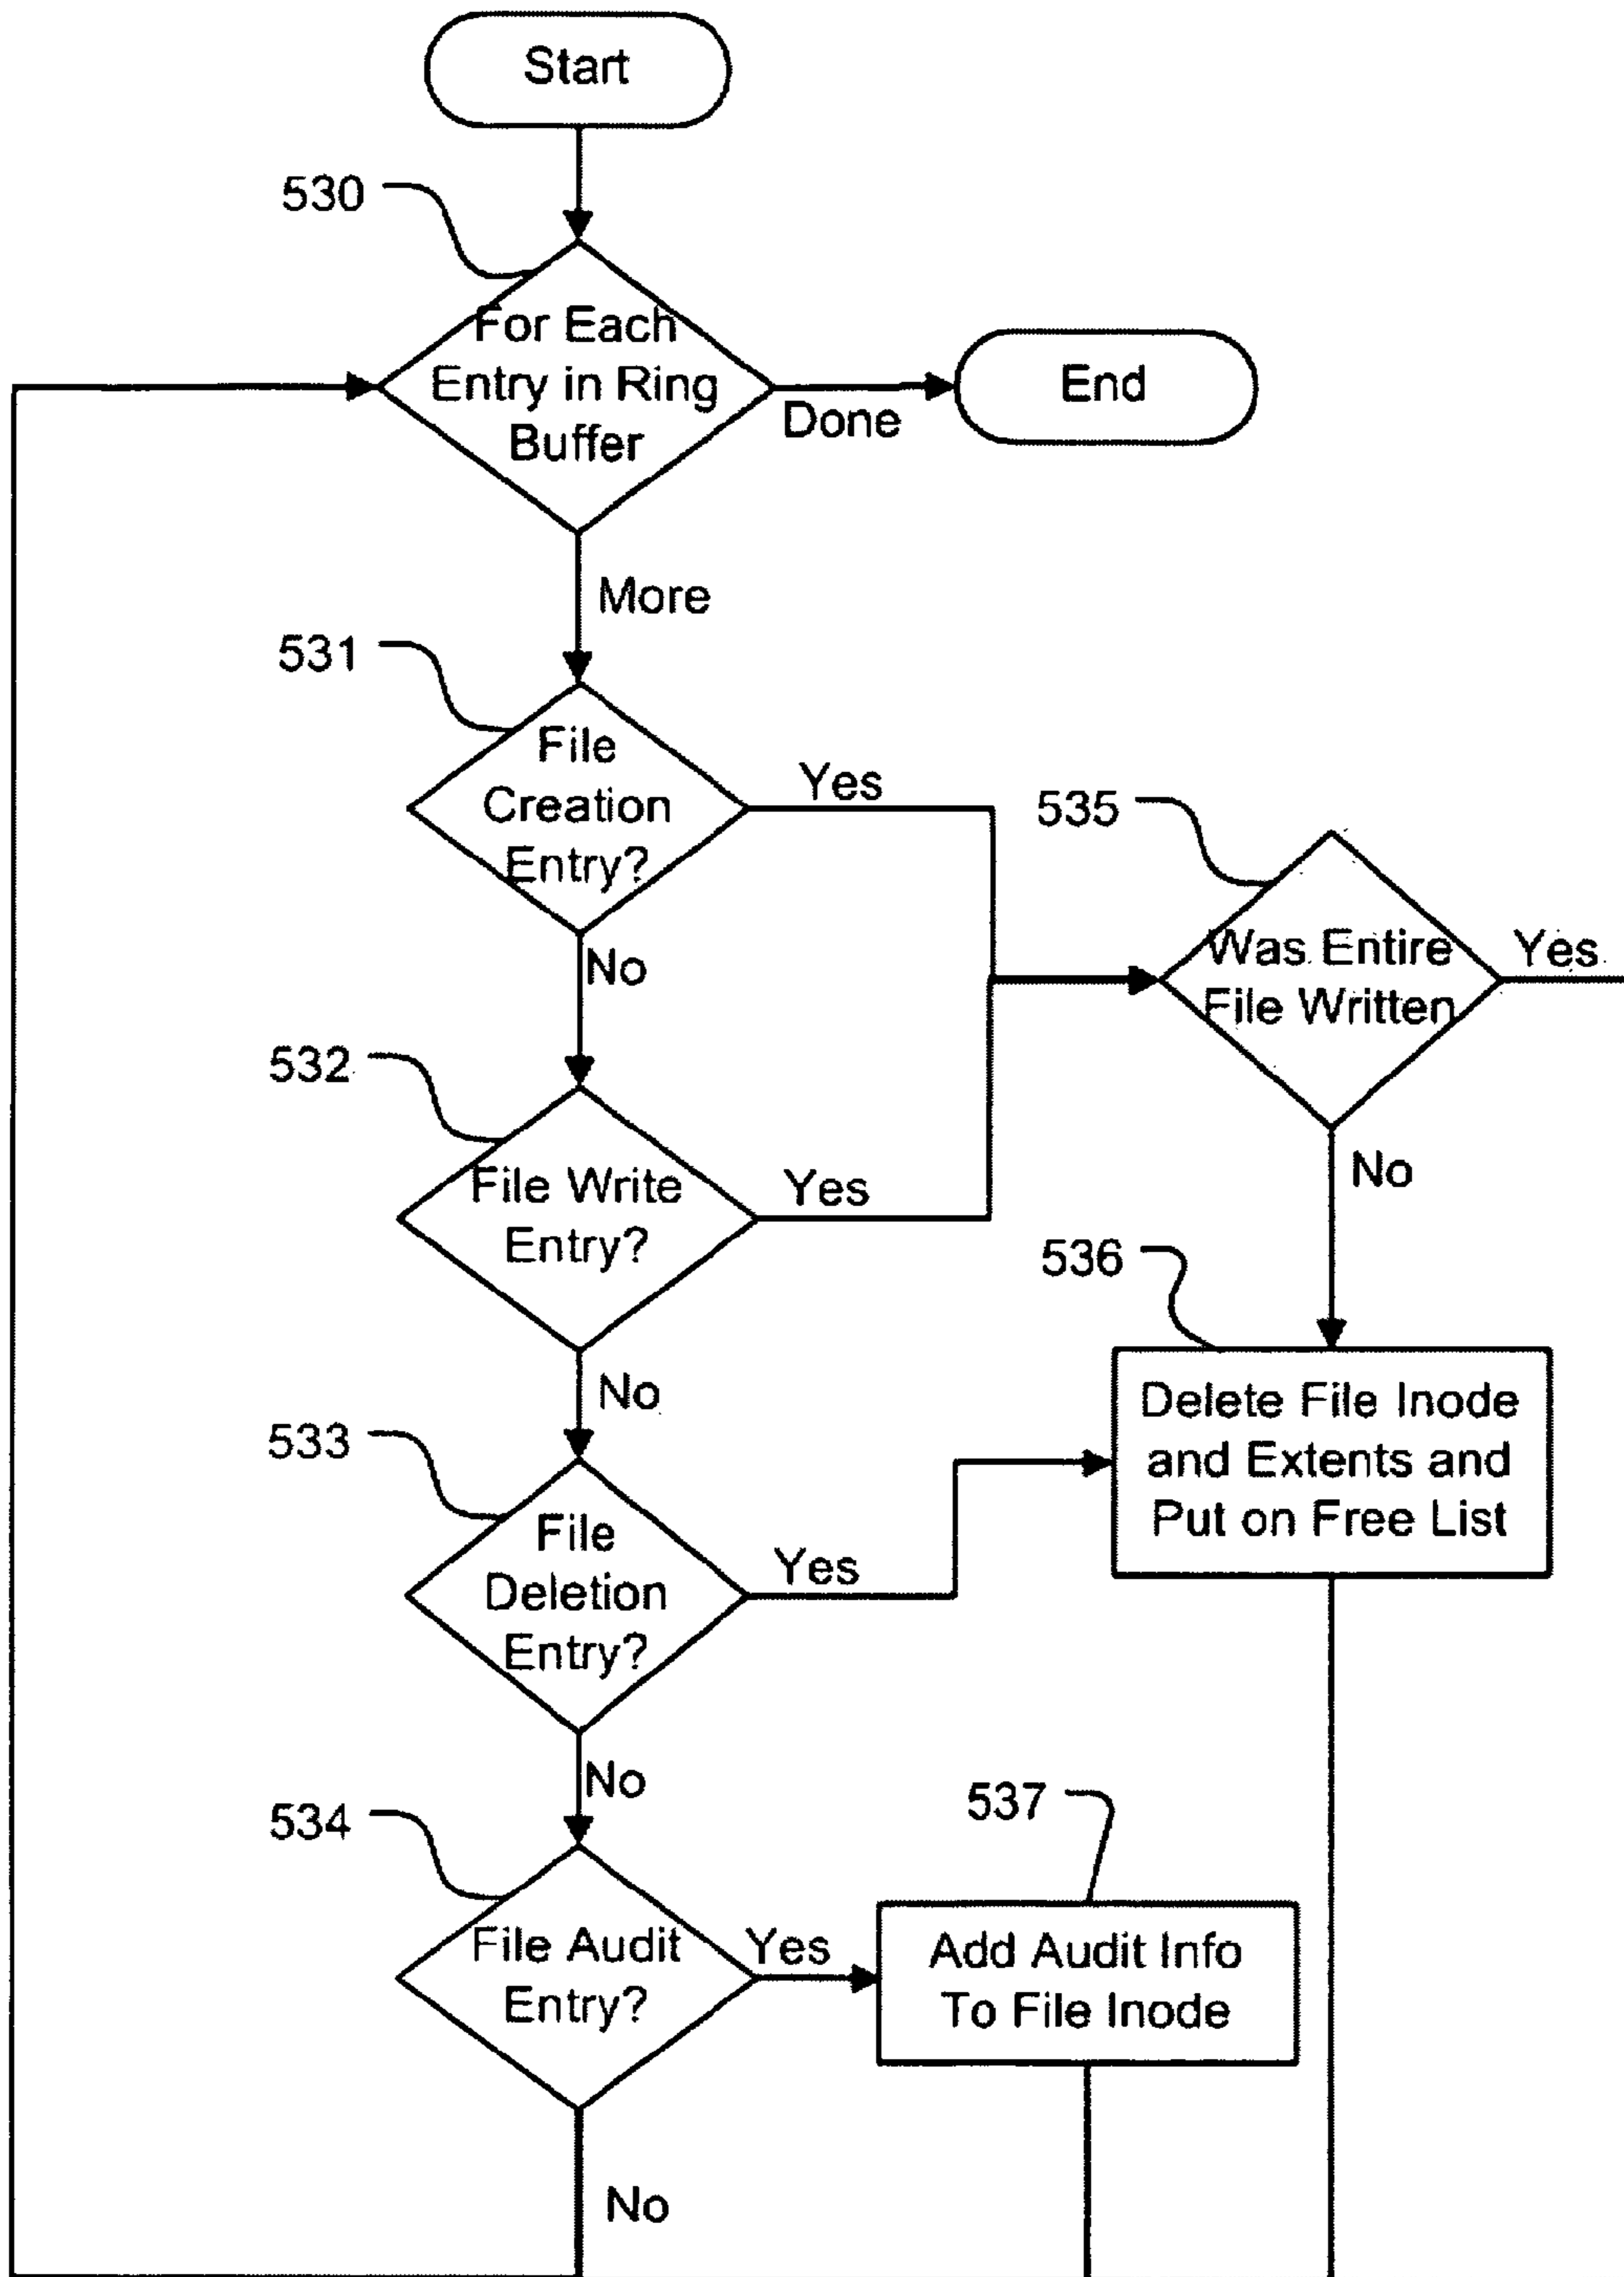 Start
530
For Each
Entry in Ring
Buffer
Done
End
More
531
File
Creation
Entry?
Yes
No
535
Was Entire
File Written
Yes
No
532
File Write
Entry?
Yes
No
536
Delete File Inode
and Extents and
Put on Free List
533
File
Deletion
Entry?
Yes
No
534
File Audit
Entry?
Yes
No
537
Add Audit Info
To File Inode